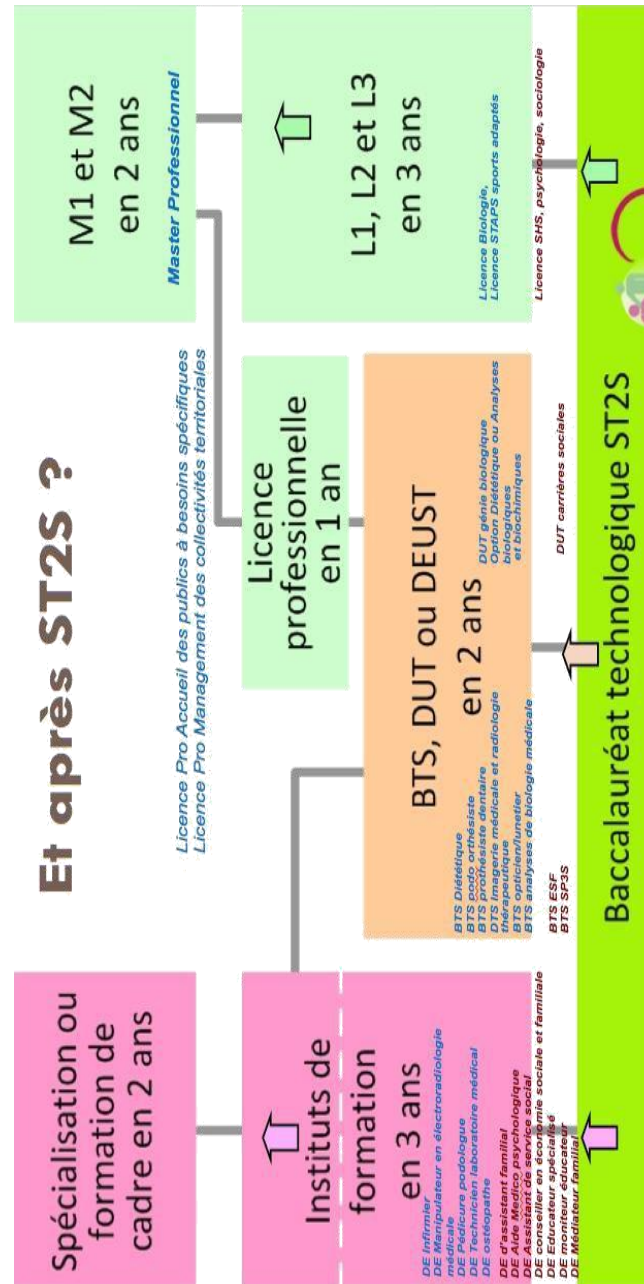 Et après ST2S ?
Spécialisation ou
formation de
cadre en 2 ans
Licence Pro Accueil des publics à besoins spécifiques
Licence Pro Management des collectivités territoriales
M1 et M2
en 2 ans
Master Professionnel
Instituts de
formation
en 3 ans
DE Infirmier
DE Manipulateur en électroradiologie
médicale
DE Pédicure podologue
DE Technicien laboratoire médical
DE ostéopathe
DE d'assistant familial
DE Aide Medico psychologique
DE Assistant de service social
DE conseiller en économie sociale et familiale
DE Educateur spécialisé
DE moniteur éducateur
DE Médiateur familial
Licence
professionnelle
en 1 an
BTS, DUT ou DEUST
en 2 ans
BTS Diététique
BTS podo orthésiste
BTS prothésiste dentaire
DTS Imagerie médicale et radiologie
thérapeutique
BTS opticien/lunetier
BTS analyses de biologie médicale
BTS ESF
BTS SP3S
DUT génie biologique
Option Diététique ou Analyses
biologiques
et biochimiques
DUT carrières sociales
L1, L2 et L3
en 3 ans
Licence Biologie,
Licence STAPS sports adaptés
Licence SHS, psychologie, sociologie
Baccalauréat technologique ST2S